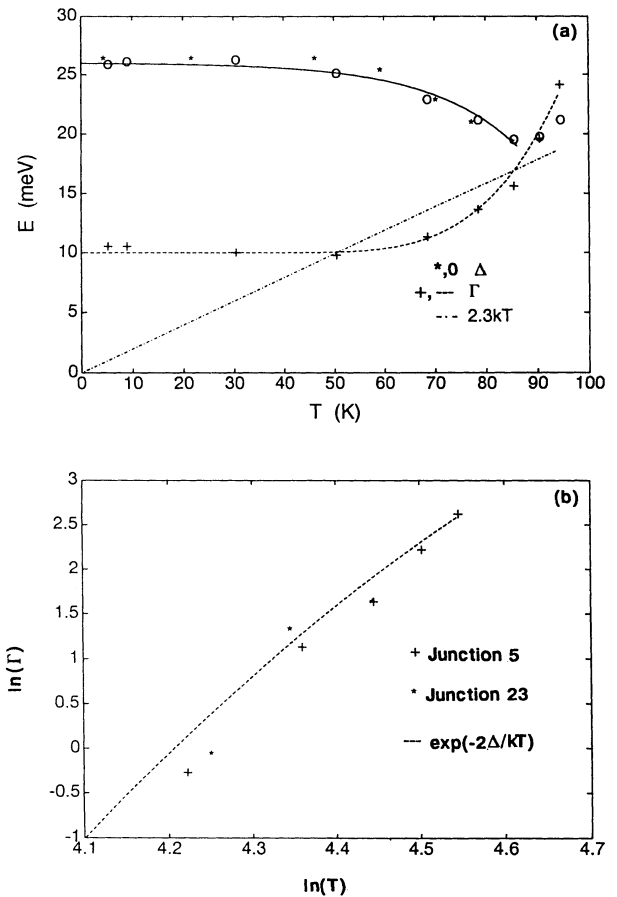 30
(a)
25
20
E (meV)
15
10
*,0 Δ
+, --- Γ
5
-·- 2.3kT
0
0 10 20 30 40 50 60 70 80 90 100
T (K)
3
(b)
2.5
2
1.5
ln(Γ)
1
+ Junction 5
0.5
* Junction 23
0
--- exp(-2Δ/kT)
-0.5
-1
4.1 4.2 4.3 4.4 4.5 4.6 4.7
ln(T)